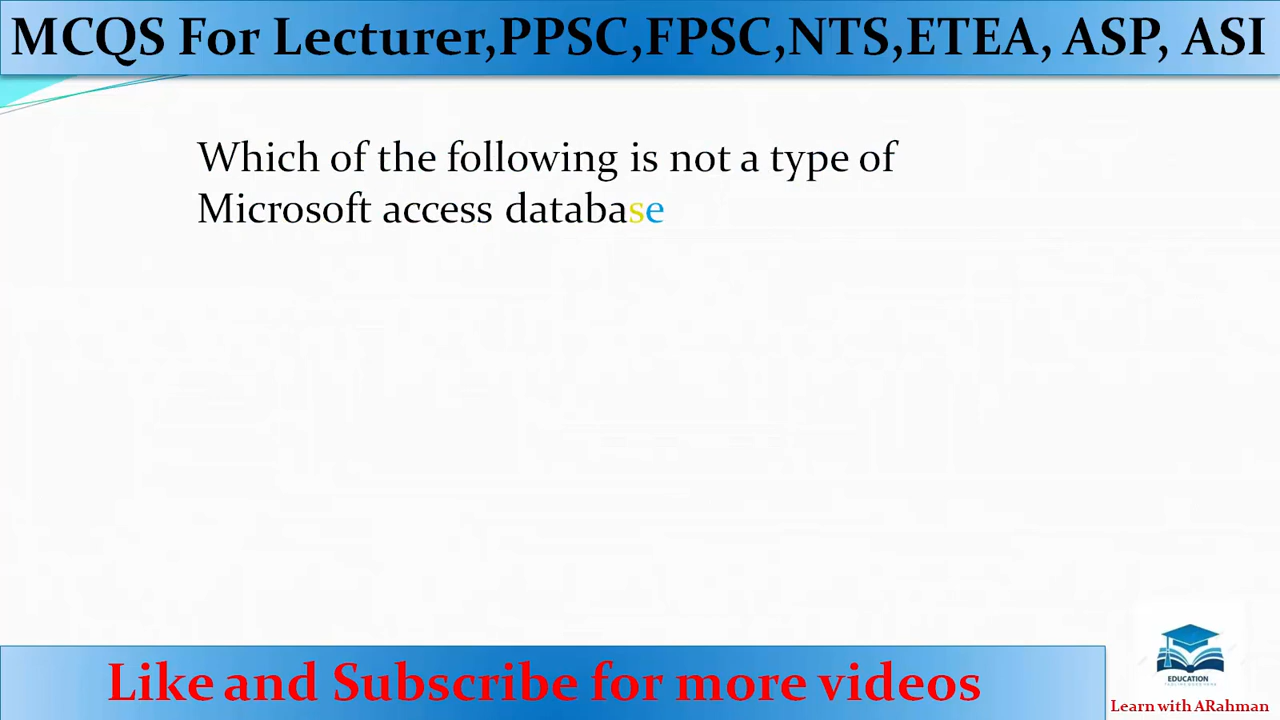 MCQS For Lecturer,PPSC,FPSC,NTS,ETEA, ASP, ASI
Which of the following is not a type of
Microsoft access database
Like and Subscribe for more videos
EDUCATION
Learn with ARahman